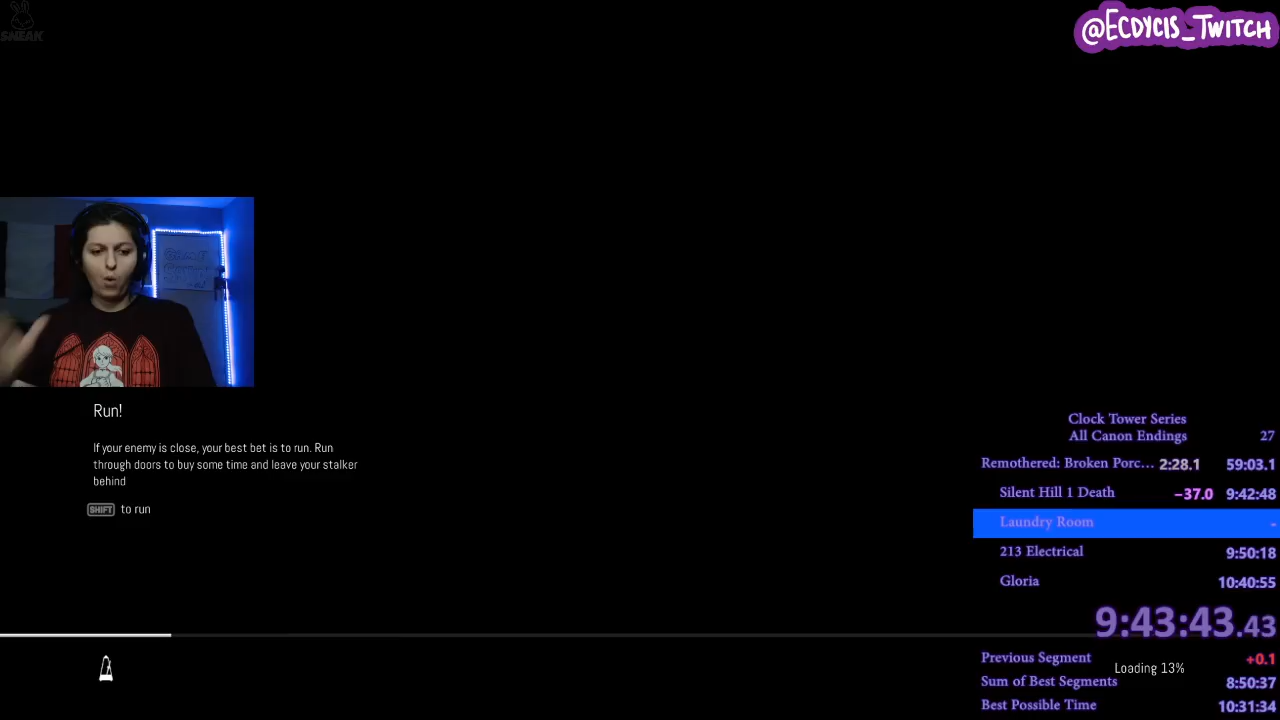 SNEAK
@ECDYCIS_TWITCH
Run!
If your enemy is close, your best bet is to run. Run
through doors to buy some time and leave your stalker
behind
SHIFT to run
Clock Tower Series
All Canon Endings 27
Remothered: Broken Porc... 2:28.1 59:03.1
Silent Hill 1 Death −37.0 9:42:48
Laundry Room -
213 Electrical 9:50:18
Gloria 10:40:55
9:43:43.43
Previous Segment +0.1
Loading 13%
Sum of Best Segments 8:50:37
Best Possible Time 10:31:34